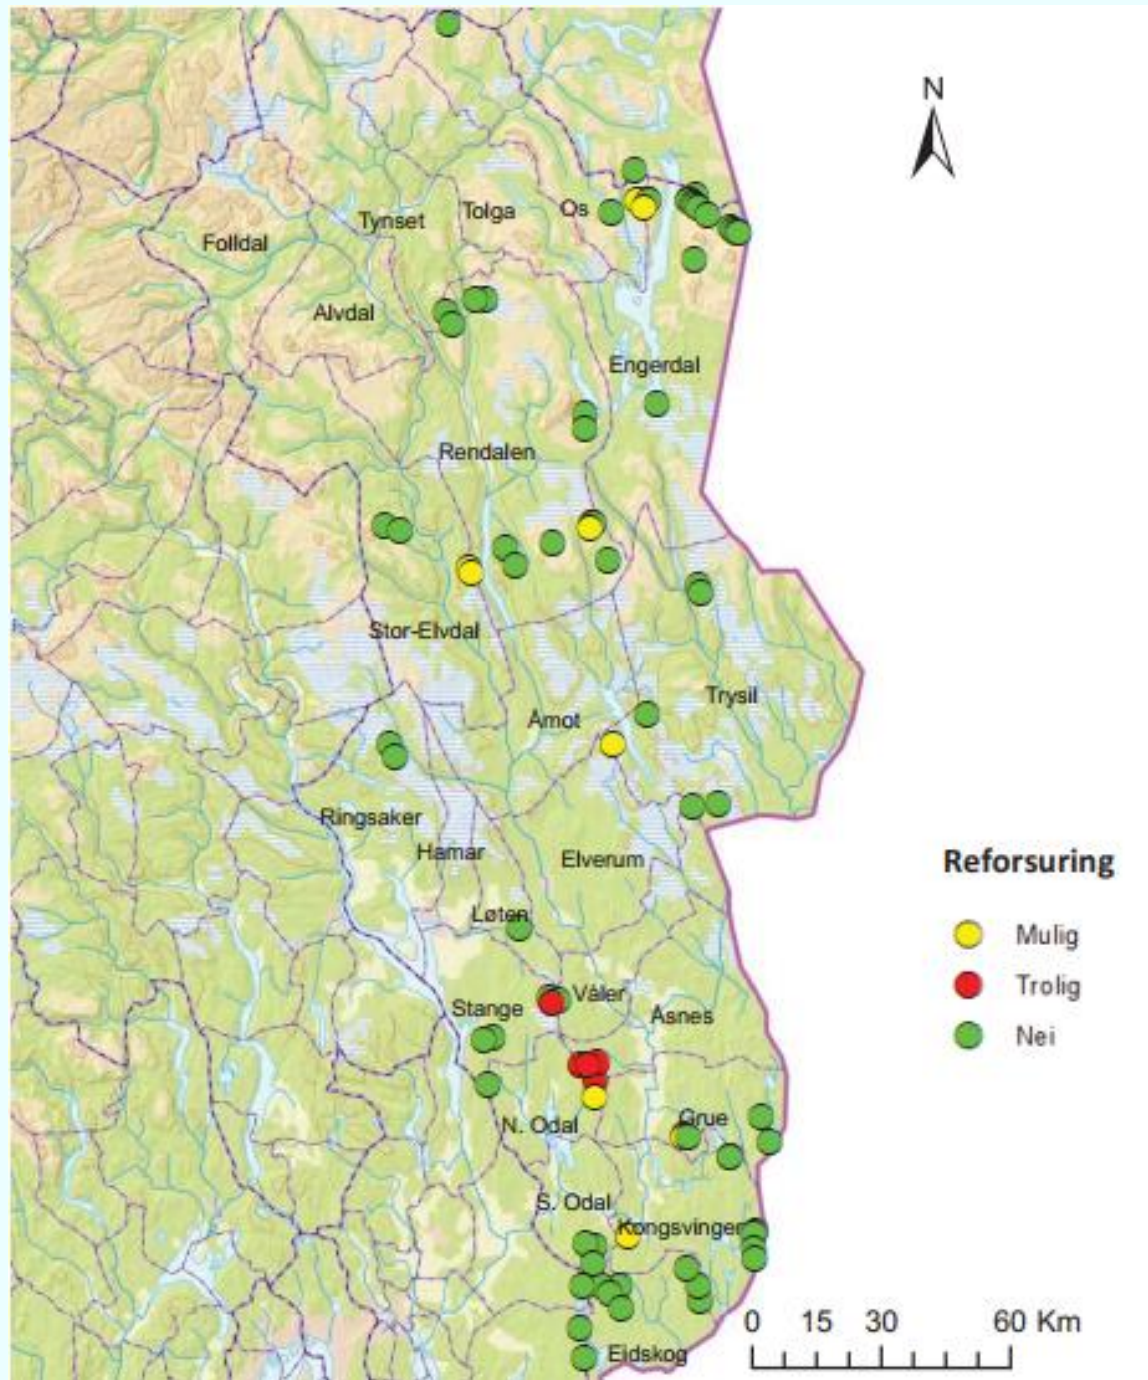 N
Tynset
Tolga
Os
Folldal
Alvdal
Engerdal
Rendalen
Stor-Elvdal
Trysil
Åmot
Ringsaker
Hamar
Elverum
Løten
Våler
Stange
Åsnes
N. Odal
Grue
S. Odal
Kongsvinger
Eidskog
Reforsuring
Mulig
Trolig
Nei
0 15 30 60 Km